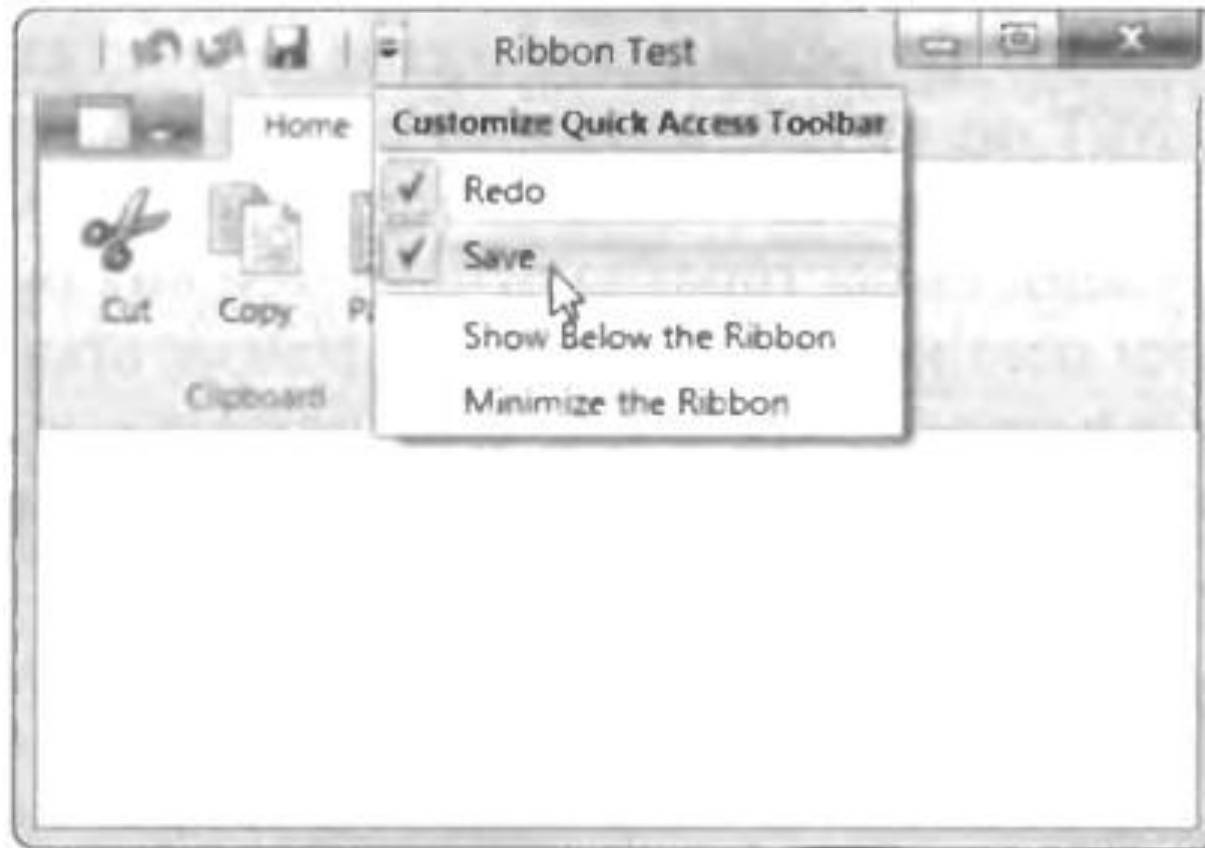 Ribbon Test
Home
Customize Quick Access Toolbar
Redo
Save
Cut
Copy
Show Below the Ribbon
Minimize the Ribbon
Clipboard